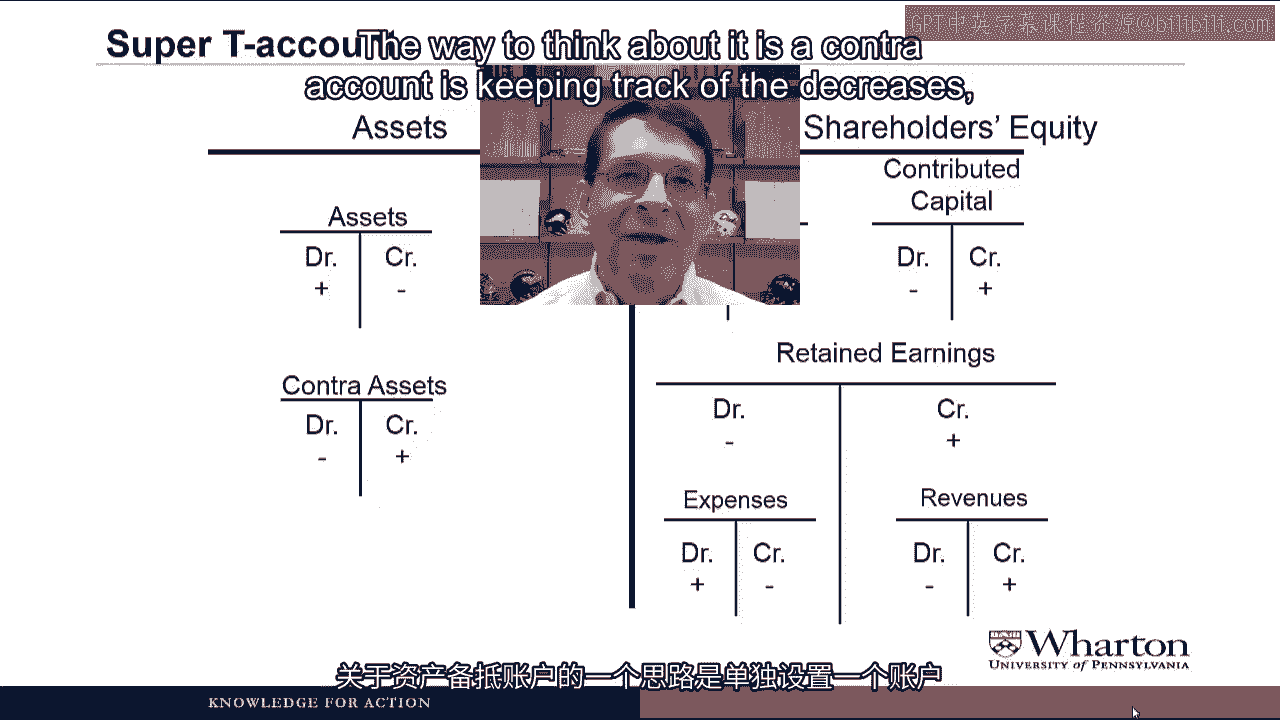 GPT中英字幕课程资源@bilibili.com
Super T-accou
The way to think about it is a contra
account is keeping track of the decreases,
Assets
Shareholders' Equity
Contributed
Capital
Assets
Dr. Cr.
+ -
Dr. Cr.
- +
Retained Earnings
Contra Assets
Dr. Cr.
- +
Dr. Cr.
- +
Expenses
Revenues
Dr. Cr.
+ -
Dr. Cr.
- +
Wharton
UNIVERSITY of PENNSYLVANIA
关于资产备抵账户的一个思路是单独设置一个账户
KNOWLEDGE FOR ACTION